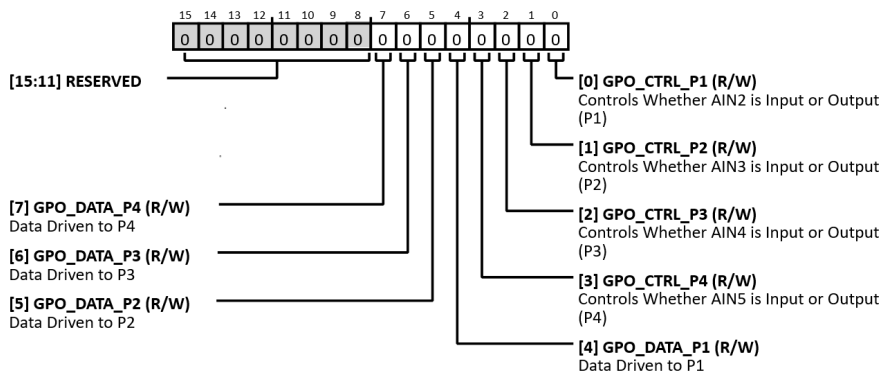 15 14 13 12 11 10 9 8 7 6 5 4 3 2 1 0
0 0 0 0 0 0 0 0 0 0 0 0 0 0 0 0
[15:11] RESERVED
[7] GPO_DATA_P4 (R/W)
Data Driven to P4
[6] GPO_DATA_P3 (R/W)
Data Driven to P3
[5] GPO_DATA_P2 (R/W)
Data Driven to P2
[0] GPO_CTRL_P1 (R/W)
Controls Whether AIN2 is Input or Output
(P1)
[1] GPO_CTRL_P2 (R/W)
Controls Whether AIN3 is Input or Output
(P2)
[2] GPO_CTRL_P3 (R/W)
Controls Whether AIN4 is Input or Output
(P3)
[3] GPO_CTRL_P4 (R/W)
Controls Whether AIN5 is Input or Output
(P4)
[4] GPO_DATA_P1 (R/W)
Data Driven to P1